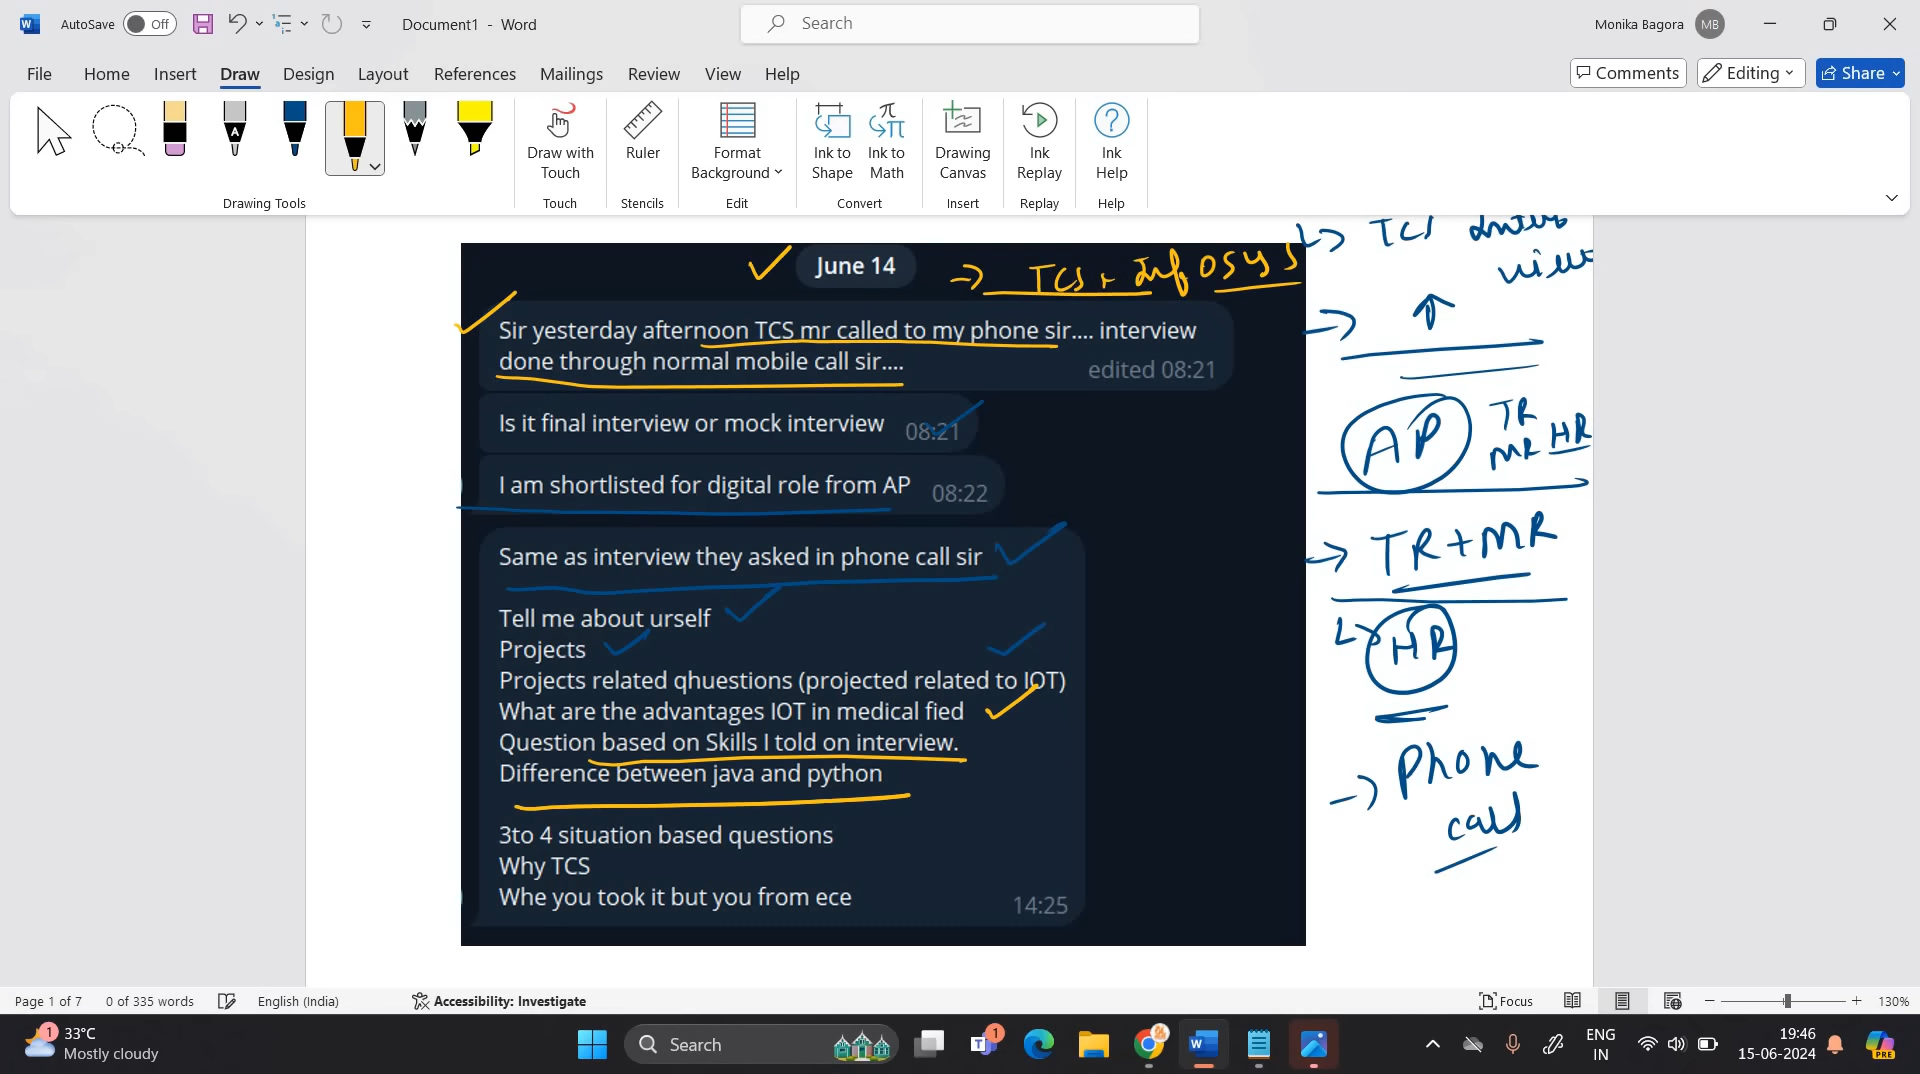 AutoSave Off
Document1 - Word
Search
Monika Bagora MB
File Home Insert Draw Design Layout References Mailings Review View Help
Comments Editing Share
A
Draw with Touch
Ruler
Format Background
Ink to Shape
Ink to Math
Drawing Canvas
Ink Replay
Ink Help
Drawing Tools Touch Stencils Edit Convert Insert Replay Help
June 14
→ TCS + Infosys
Sir yesterday afternoon TCS mr called to my phone sir.... interview
done through normal mobile call sir....
edited 08:21
Is it final interview or mock interview 08:21
I am shortlisted for digital role from AP 08:22
Same as interview they asked in phone call sir
Tell me about urself
Projects
Projects related qhuestions (projected related to IOT)
What are the advantages IOT in medical fied
Question based on Skills I told on interview.
Difference between java and python
3to 4 situation based questions
Why TCS
Whe you took it but you from ece
14:25
TCS Inter
view
AP
TR
MR HR
→ TR+MR
HR
→ Phone
call
Page 1 of 7 0 of 335 words English (India) Accessibility: Investigate Focus 130%
1
33°C
Mostly cloudy
Search
1
ENG
IN
19:46
15-06-2024
PRE